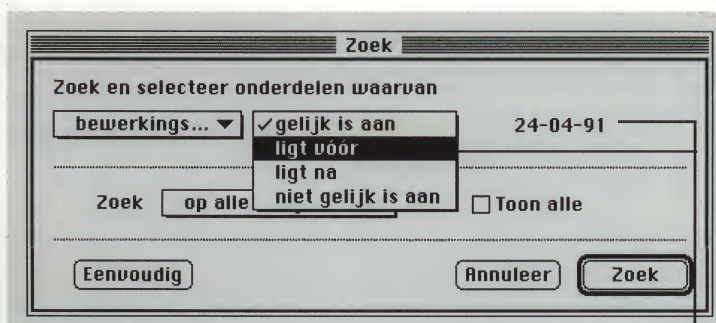 Zoek
Zoek en selecteer onderdelen waarvan
bewerkings... ▼ ✓gelijk is aan 24-04-91
ligt vóór
ligt na
niet gelijk is aan
Zoek op alle Toon alle
Eenvoudig Annuleer Zoek